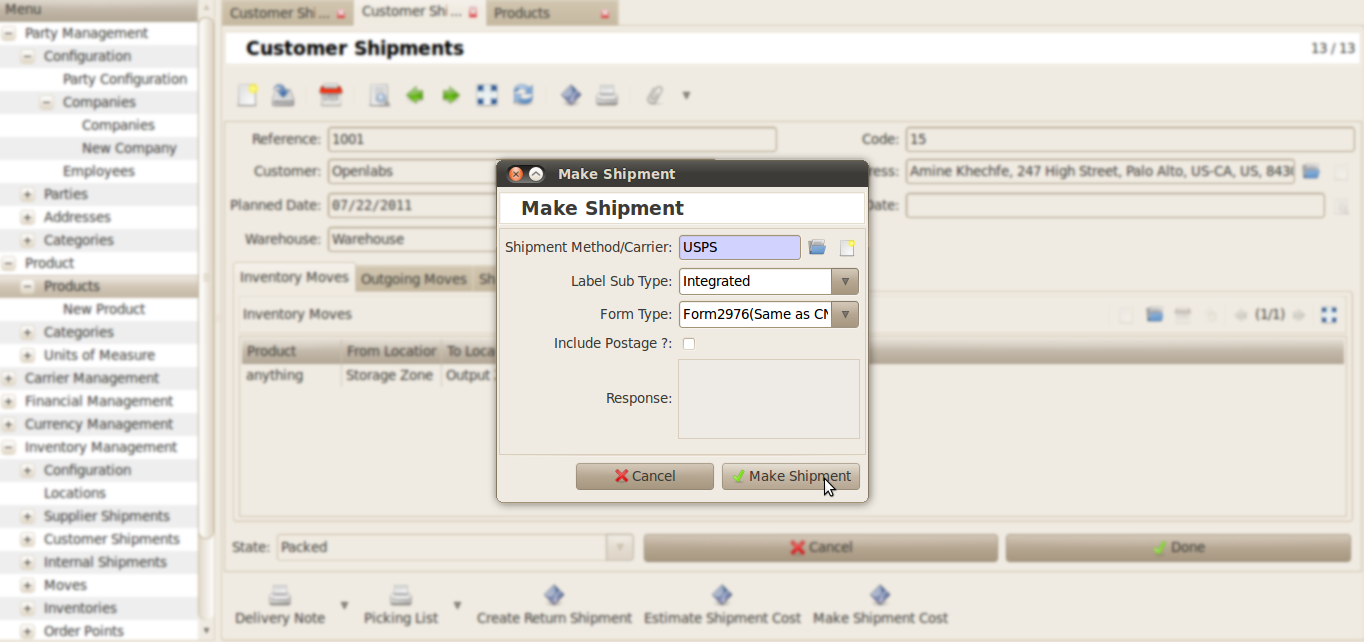 Menu
Party Management
Configuration
Party Configuration
Companies
Companies
New Company
Employees
Parties
Addresses
Categories
Product
Products
New Product
Categories
Units of Measure
Carrier Management
Financial Management
Currency Management
Inventory Management
Configuration
Locations
Supplier Shipments
Customer Shipments
Internal Shipments
Moves
Inventories
Order Points
Customer Shi... Customer Shi... Products
Customer Shipments 13 / 13
Reference: 1001 Code: 15
Customer: Openlabs ress: Amine Khechfe, 247 High Street, Palo Alto, US-CA, US, 843
Planned Date: 07/22/2011 Date:
Warehouse: Warehouse
Inventory Moves Outgoing Moves Sh
Inventory Moves (1/1)
Product From Location To Loca
anything Storage Zone Output
Make Shipment
Make Shipment
Shipment Method/Carrier: USPS
Label Sub Type: Integrated
Form Type: Form2976(Same as CN
Include Postage ?:
Response:
Cancel Make Shipment
State: Packed Cancel Done
Delivery Note Picking List Create Return Shipment Estimate Shipment Cost Make Shipment Cost